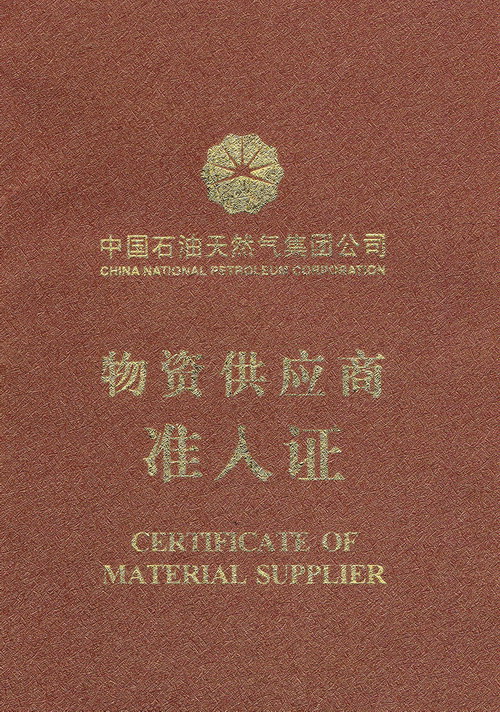 中国石油天然气集团公司
CHINA NATIONAL PETROLEUM CORPORATION
物资供应商
准入证
CERTIFICATE OF
MATERIAL SUPPLIER